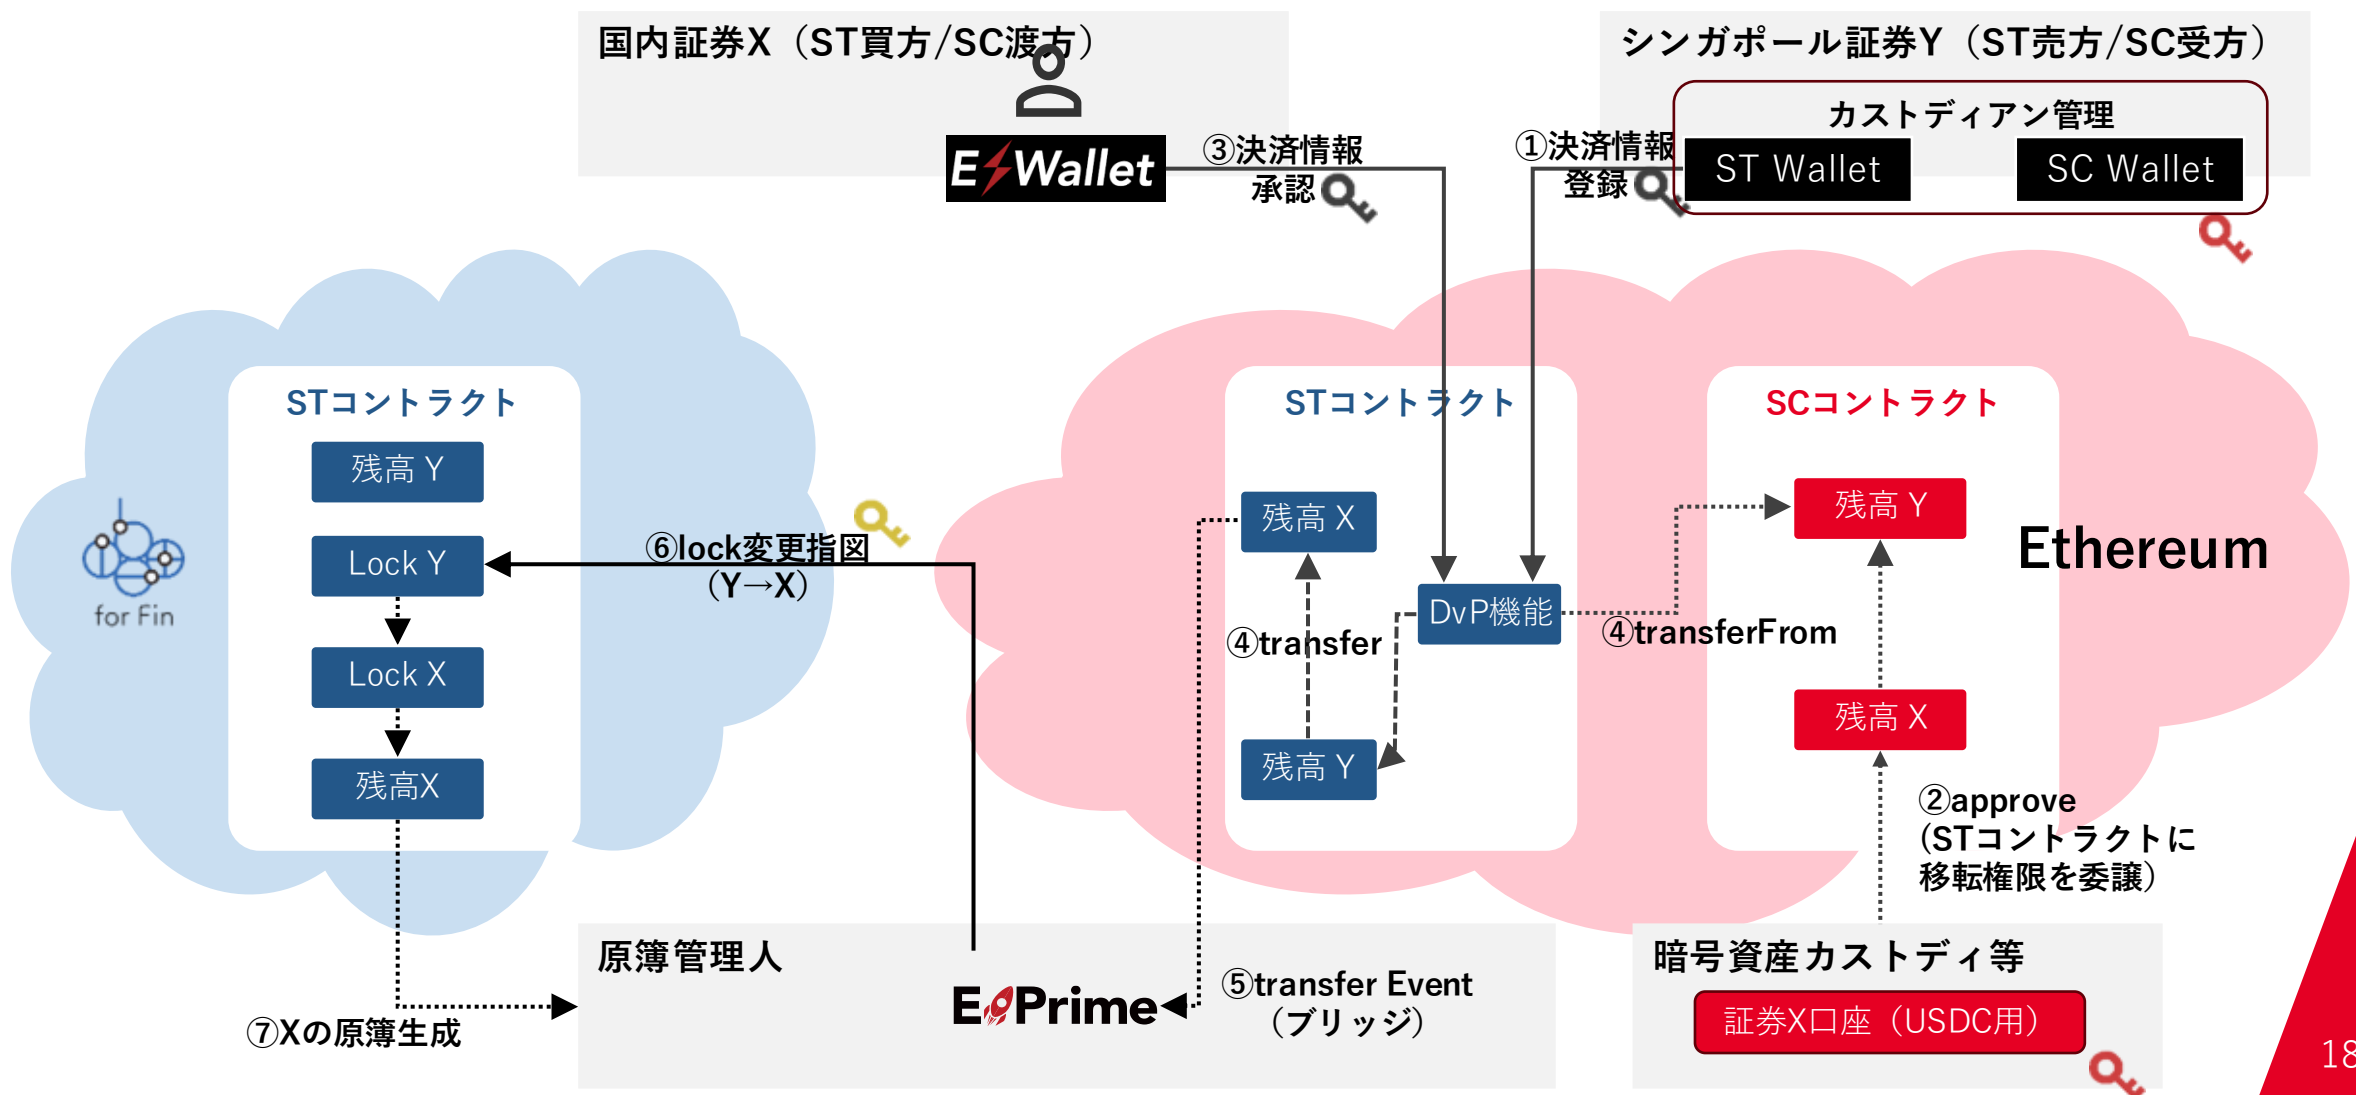 国内証券X（ST買方/SC渡方）
シンガポール証券Y（ST売方/SC受方）
カストディアン管理
E Wallet
③決済情報
承認
①決済情報
登録
ST Wallet
SC Wallet
STコントラクト
残高 Y
Lock Y
Lock X
残高X
for Fin
⑥lock変更指図
（Y→X）
STコントラクト
残高 X
DvP機能
④transfer
残高 Y
④transferFrom
SCコントラクト
残高 Y
残高 X
Ethereum
②approve
(STコントラクトに
移転権限を委譲）
原簿管理人
E Prime
⑤transfer Event
（ブリッジ）
⑦Xの原簿生成
暗号資産カストディ等
証券X口座（USDC用）
18